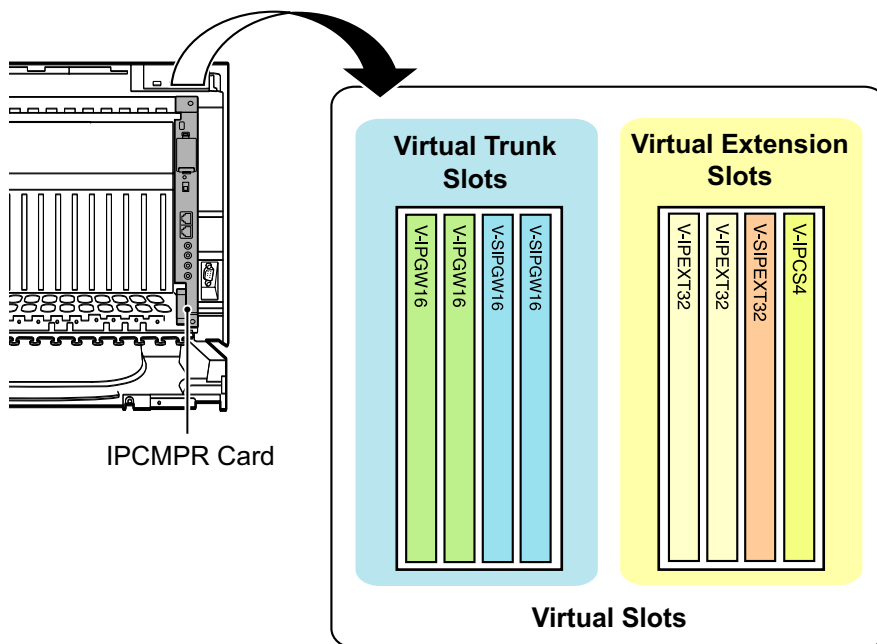 Virtual Trunk
Slots
V-IPGW16
V-IPGW16
V-SIPGW16
V-SIPGW16
Virtual Extension
Slots
V-IPEXT32
V-IPEXT32
V-SIPEXT32
V-IPCS4
IPCMPR Card
Virtual Slots